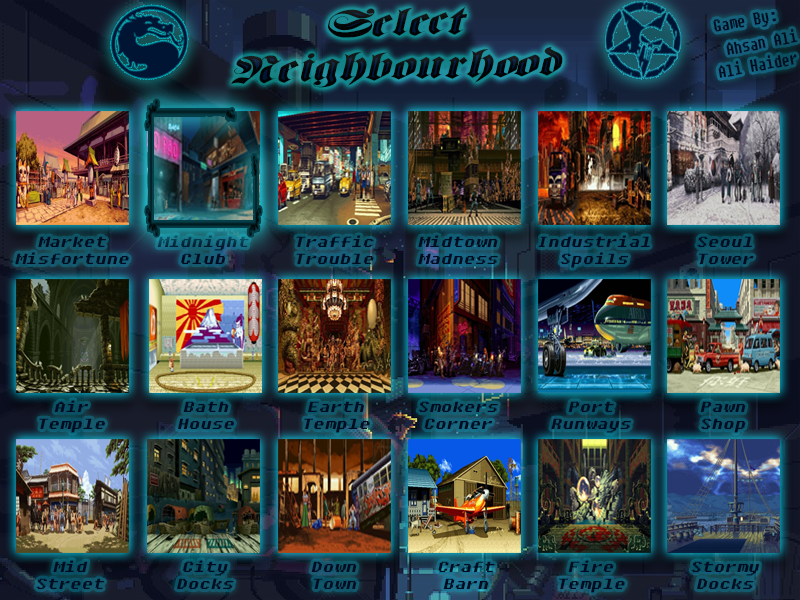 Select
Neighbourhood
Game By:
Ahsan Ali
Ali Haider
Market
Misfortune
Midnight
Club
Traffic
Trouble
Midtown
Madness
Industrial
Spoils
Seoul
Tower
Air
Temple
Bath
House
Earth
Temple
Smokers
Corner
Port
Runways
Pawn
Shop
Mid
Street
City
Docks
Down
Town
Craft
Barn
Fire
Temple
Stormy
Docks